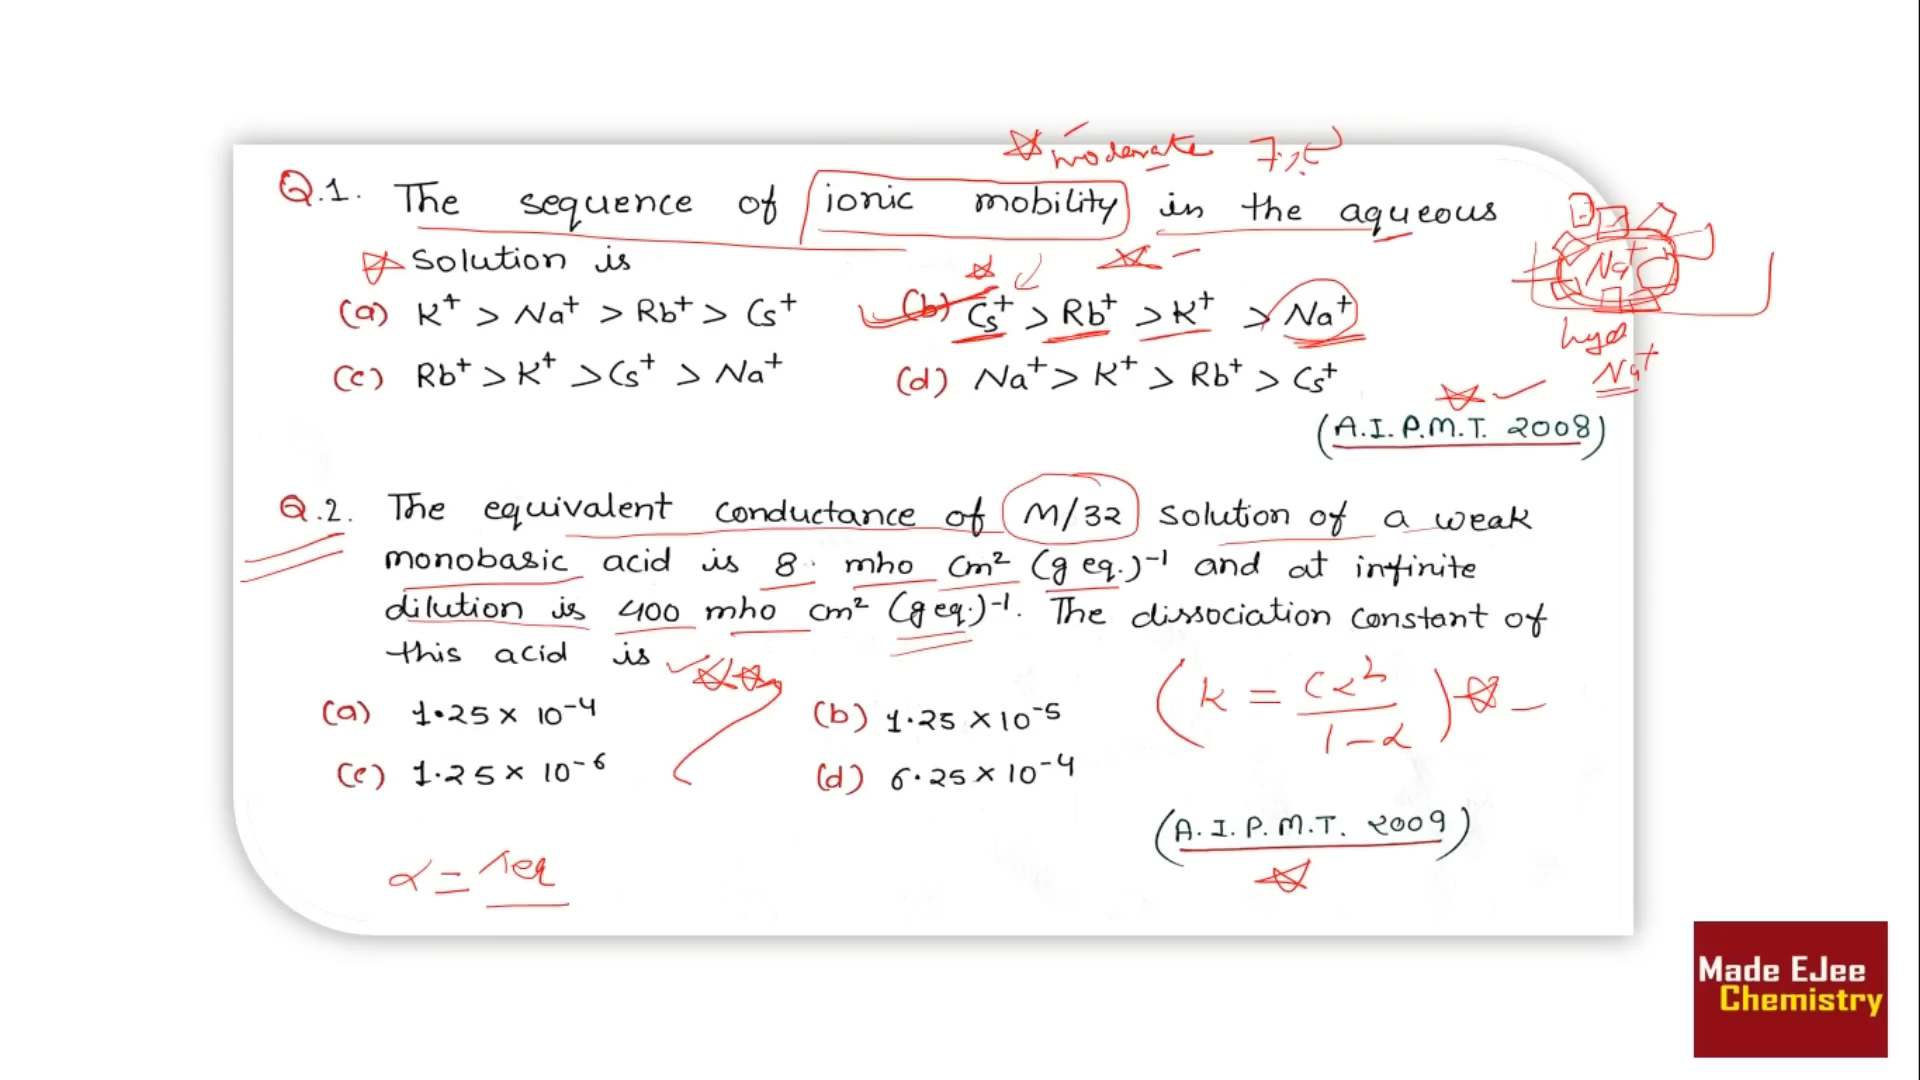 moderate
Q.1. The sequence of ionic mobility in the aqueous
Solution is
(a) K⁺ > Na⁺ > Rb⁺ > Cs⁺ (b) Cs⁺ > Rb⁺ > K⁺ > Na⁺
(c) Rb⁺ > K⁺ > Cs⁺ > Na⁺ (d) Na⁺ > K⁺ > Rb⁺ > Cs⁺
Na⁺
Na⁺
(A.I.P.M.T. 2008)
Q.2. The equivalent conductance of M/32 solution of a weak
monobasic acid is 8. mho cm² (g eq.)⁻¹ and at infinite
dilution is 400 mho cm² (g eq.)⁻¹. The dissociation constant of
this acid is
(a) 1.25 × 10⁻⁴ (b) 1.25 × 10⁻⁵
(c) 1.25 × 10⁻⁶ (d) 6.25 × 10⁻⁴
(k = cα² / 1-α)
(A.I.P.M.T. 2009)
α = λeq
Made EJee
Chemistry